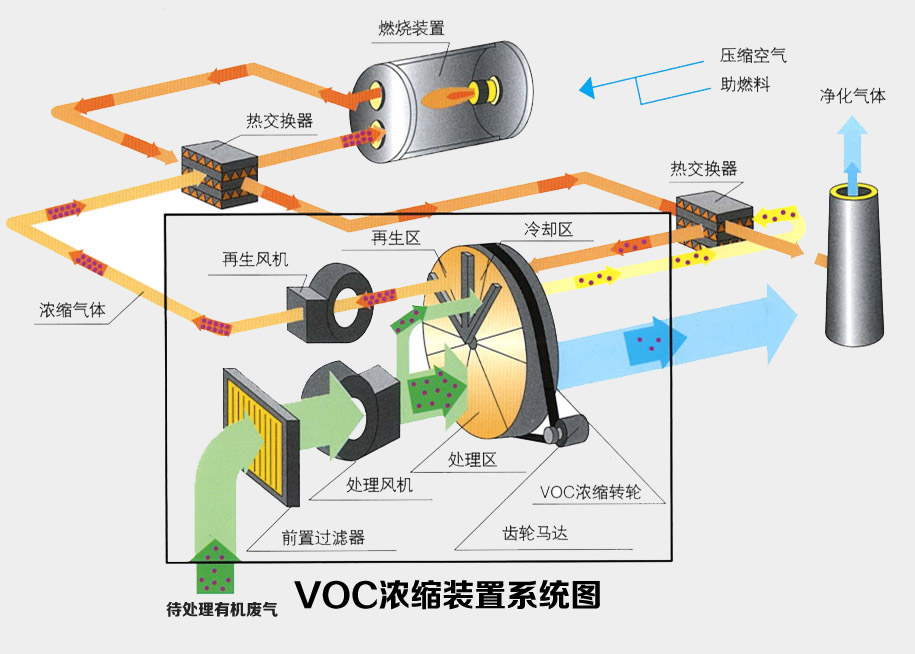 燃烧装置
压缩空气
助燃料
净化气体
热交换器
热交换器
再生区
冷却区
再生风机
浓缩气体
处理区
处理风机
VOC浓缩转轮
前置过滤器
齿轮马达
待处理有机废气
VOC浓缩装置系统图